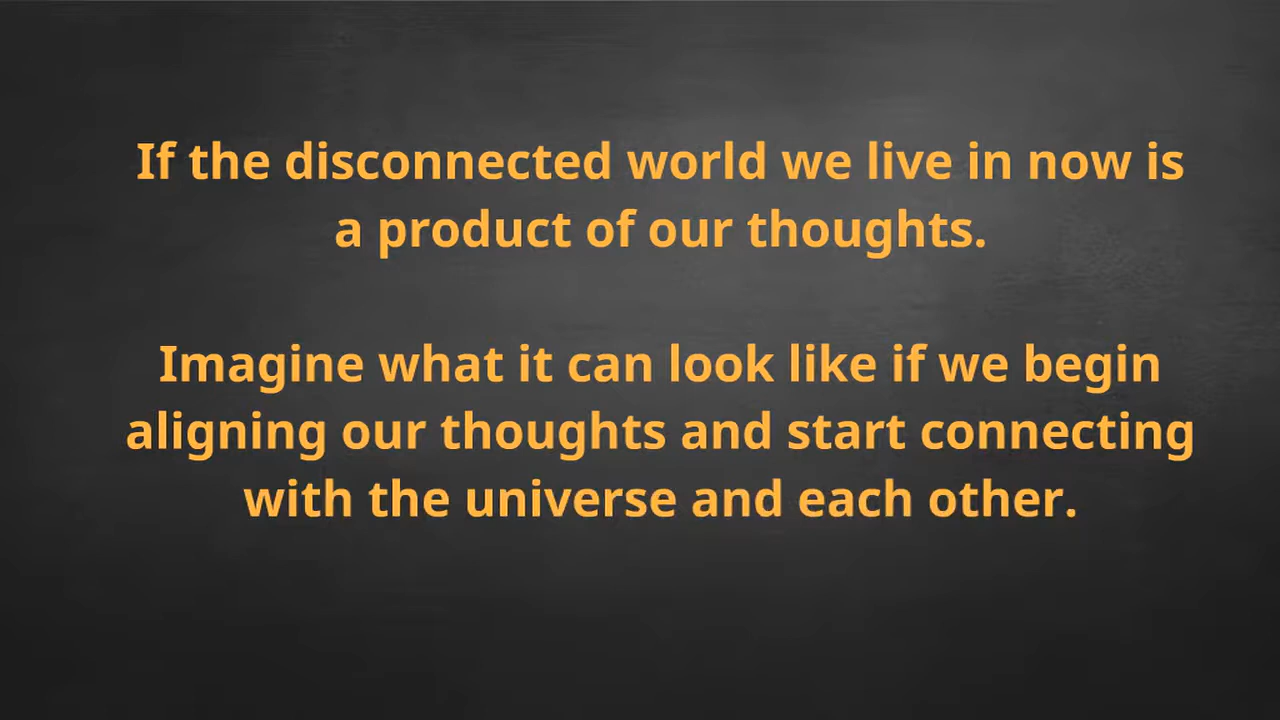 If the disconnected world we live in now is
a product of our thoughts.
Imagine what it can look like if we begin
aligning our thoughts and start connecting
with the universe and each other.